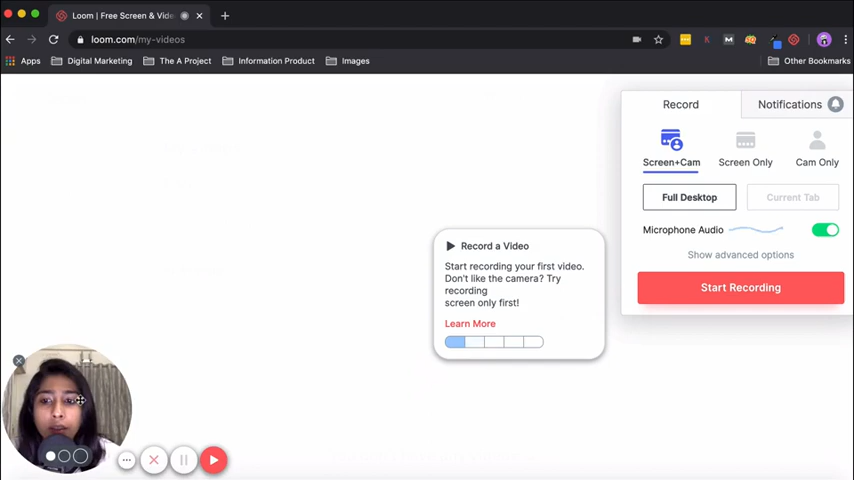 Loom | Free Screen & Vide
loom.com/my-videos
Apps
Digital Marketing
The A Project
Information Product
Images
Other Bookmarks
Record
Notifications
Screen+Cam
Screen Only
Cam Only
Full Desktop
Current Tab
Microphone Audio
Show advanced options
Start Recording
Record a Video
Start recording your first video.
Don't like the camera? Try
recording
screen only first!
Learn More